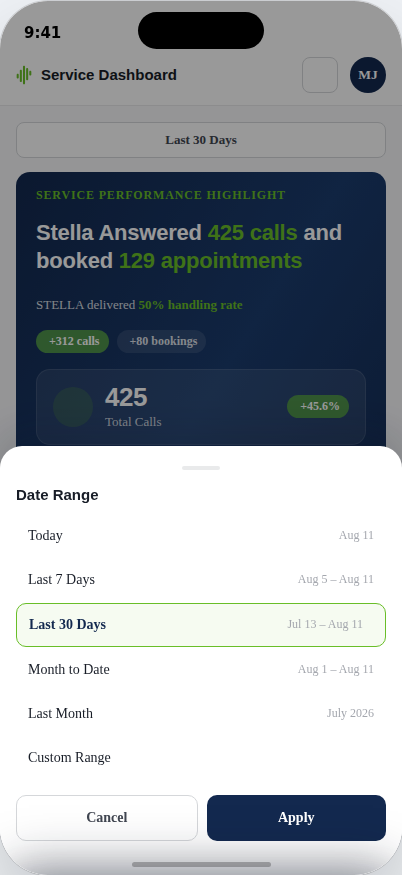 9:41
Service Dashboard
MJ
Last 30 Days
SERVICE PERFORMANCE HIGHLIGHT
Stella Answered 425 calls and
booked 129 appointments
STELLA delivered 50% handling rate
+312 calls
+80 bookings
425
Total Calls
+45.6%
Date Range
Today
Aug 11
Last 7 Days
Aug 5 – Aug 11
Last 30 Days
Jul 13 – Aug 11
Month to Date
Aug 1 – Aug 11
Last Month
July 2026
Custom Range
Cancel
Apply